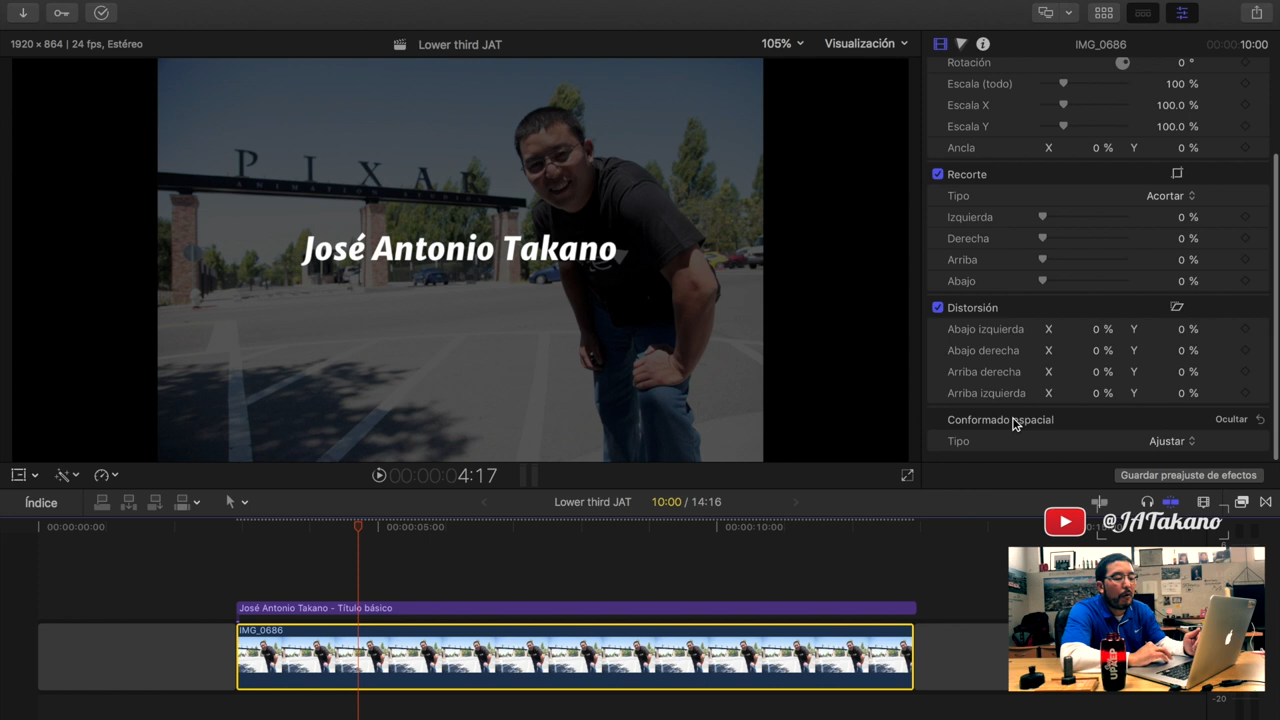 1920 × 864 | 24 fps, Estéreo
Lower third JAT
105%
Visualización
IMG_0686
00:00:00:10:00
PIXAR
ANIMATION STUDIOS
José Antonio Takano
Rotación 0 °
Escala (todo) 100 %
Escala X 100.0 %
Escala Y 100.0 %
Ancla X 0 % Y 0 %
Recorte
Tipo Acortar
Izquierda 0 %
Derecha 0 %
Arriba 0 %
Abajo 0 %
Distorsión
Abajo izquierda X 0 % Y 0 %
Abajo derecha X 0 % Y 0 %
Arriba derecha X 0 % Y 0 %
Arriba izquierda X 0 % Y 0 %
Conformado espacial Ocultar
Tipo Ajustar
00:00:04:17
Guardar preajuste de efectos
Índice
Lower third JAT
10:00 / 14:16
00:00:00:00
00:00:05:00
00:00:10:00
@JATakano
José Antonio Takano - Título básico
IMG_0686
UPAEP
-20